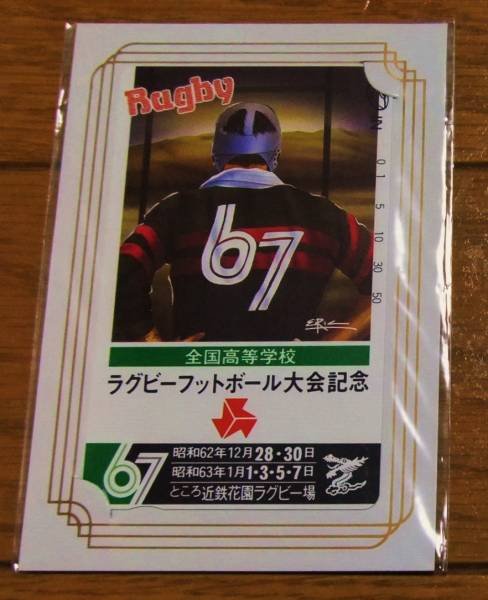 Rugby
IN
0
1
5
10
30
50
67
ERIC
全国高等学校
ラグビーフットボール大会記念
67
昭和62年12月28・30日
昭和63年1月1・3・5・7日
ところ近鉄花園ラグビー場